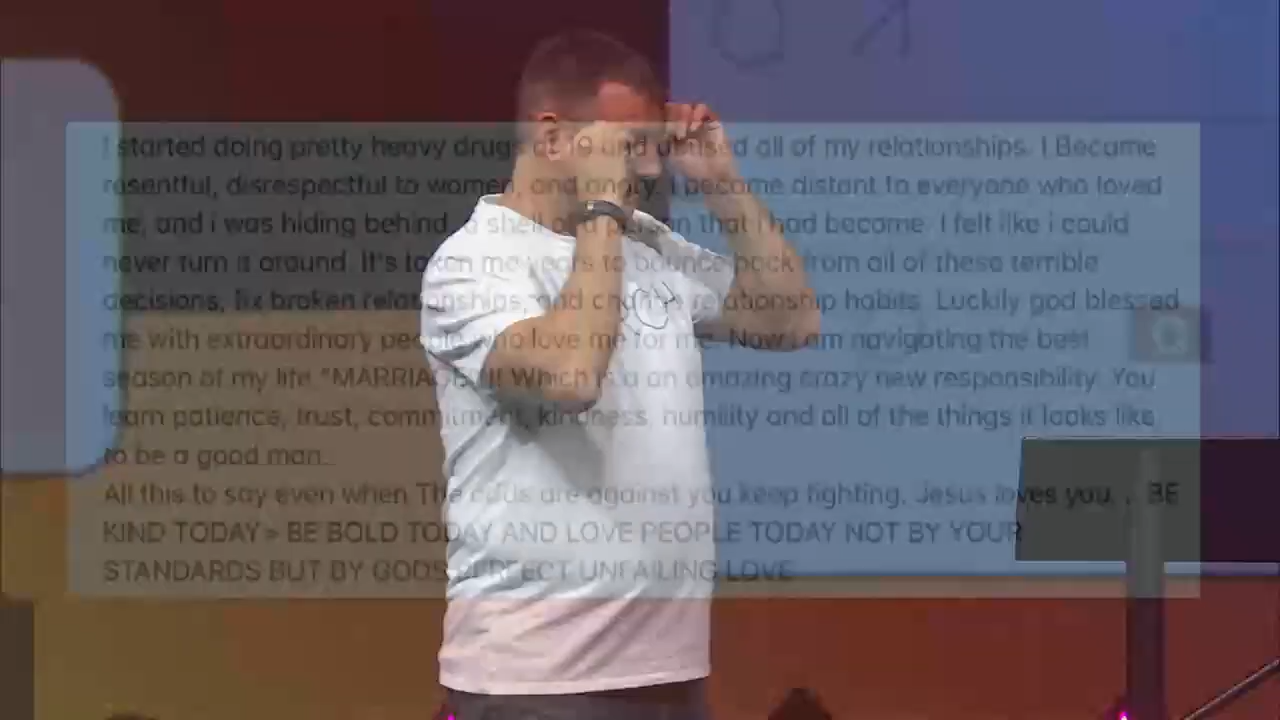 I started doing pretty heavy drugs at 19 and abused all of my relationships. I Became
resentful, disrespectful to women, and angry. I became distant to everyone who loved
me, and i was hiding behind a shell of a person that I had become. I felt like i could
never turn it around. It's taken me years to bounce back from all of these terrible
decisions, fix broken relationships, and change relationship habits. Luckily god blessed
me with extraordinary people who love me for me. Now I am navigating the best
season of my life "MARRIAGE" Which is a an amazing crazy new responsibility. You
learn patience, trust, commitment, kindness, humility and all of the things it looks like
to be a good man..
All this to say even when The odds are against you keep fighting. Jesus loves you. .. BE
KIND TODAY> BE BOLD TODAY AND LOVE PEOPLE TODAY NOT BY YOUR
STANDARDS BUT BY GODS PERFECT UNFAILING LOVE